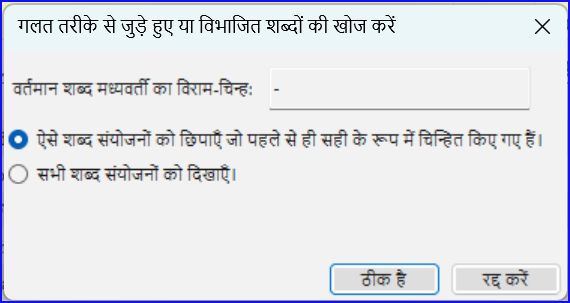 गलत तरीके से जुड़े हुए या विभाजित शब्दों की खोज करें
वर्तमान शब्द मध्यवर्ती का विराम-चिन्ह: -
ऐसे शब्द संयोजनों को छिपाएँ जो पहले से ही सही के रूप में चिन्हित किए गए हैं।
सभी शब्द संयोजनों को दिखाएँ।
ठीक है रद्द करें